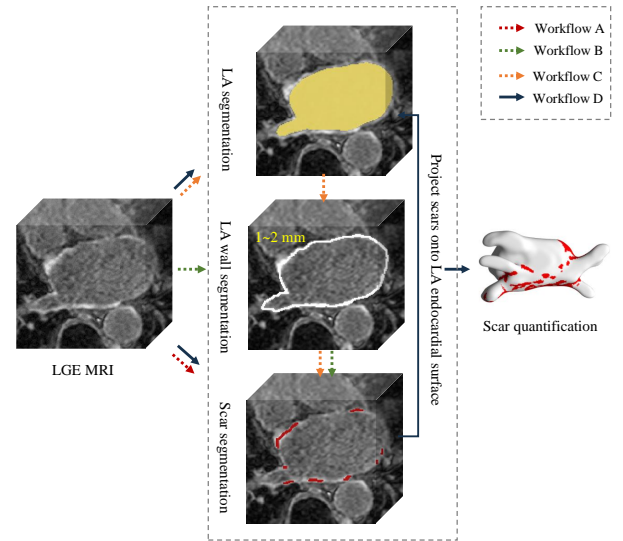 Workflow A
Workflow B
Workflow C
Workflow D
LA segmentation
LA wall segmentation
1~2 mm
Scar segmentation
Project scars onto LA endocardial surface
LGE MRI
Scar quantification